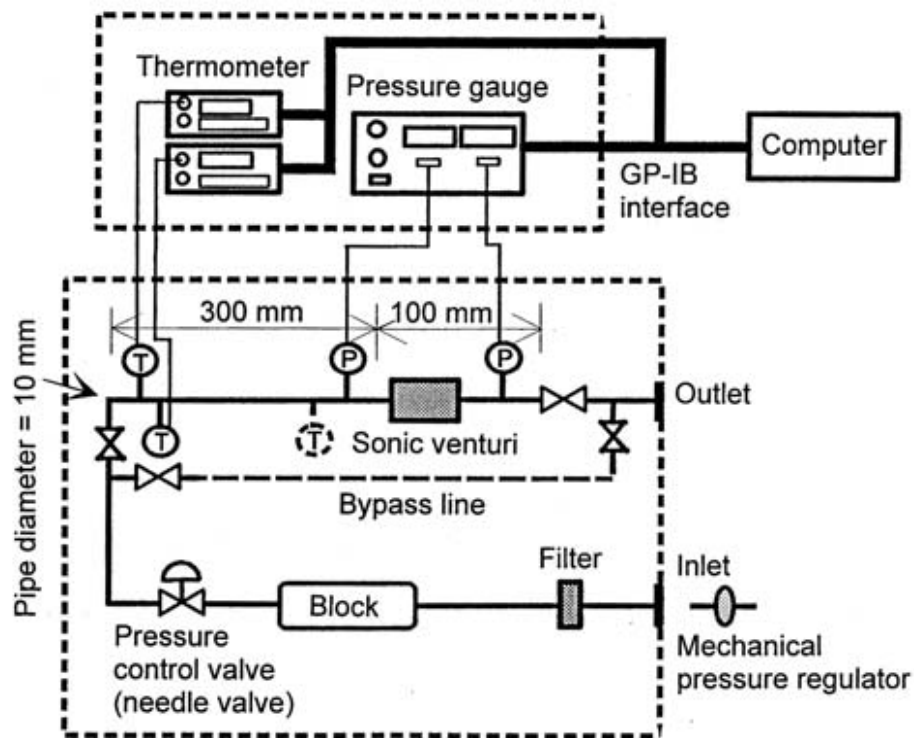 Thermometer
Pressure gauge
Computer
GP-IB
interface
300 mm
100 mm
T
P
P
Pipe diameter = 10 mm
T
T
Sonic venturi
Outlet
Bypass line
Filter
Inlet
Block
Pressure
control valve
(needle valve)
Mechanical
pressure regulator